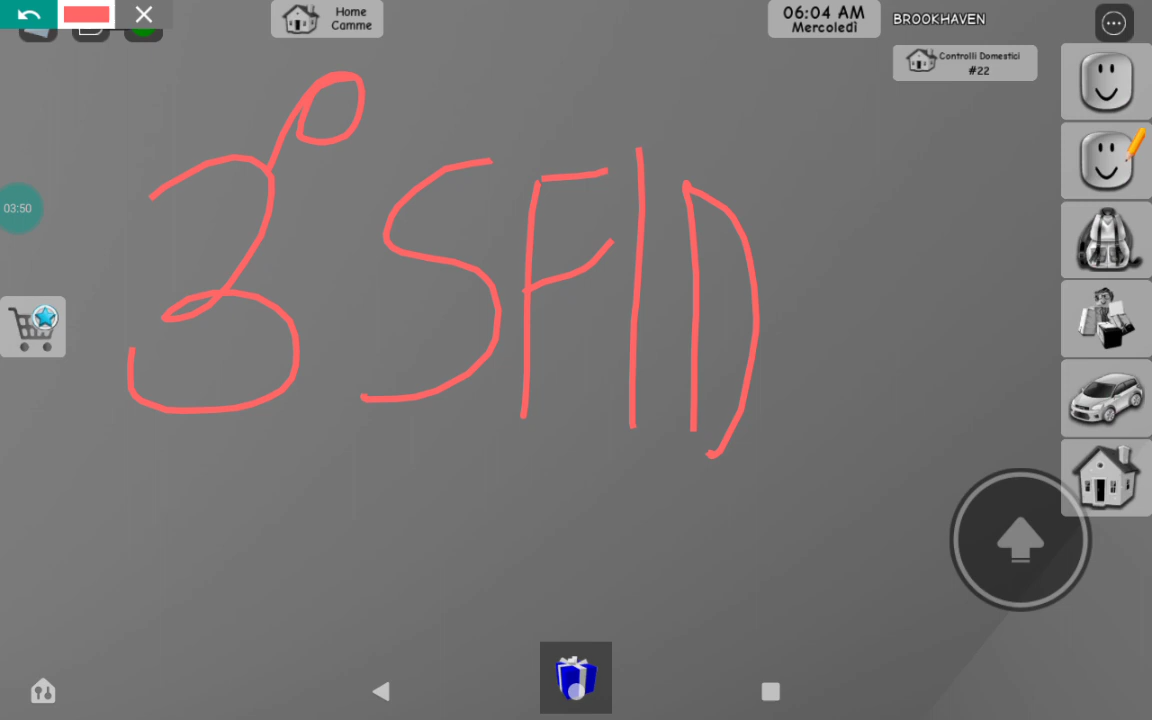 Home
Camme
06:04 AM
Mercoledì
BROOKHAVEN
Controlli Domestici
#22
03:50
3° SFID